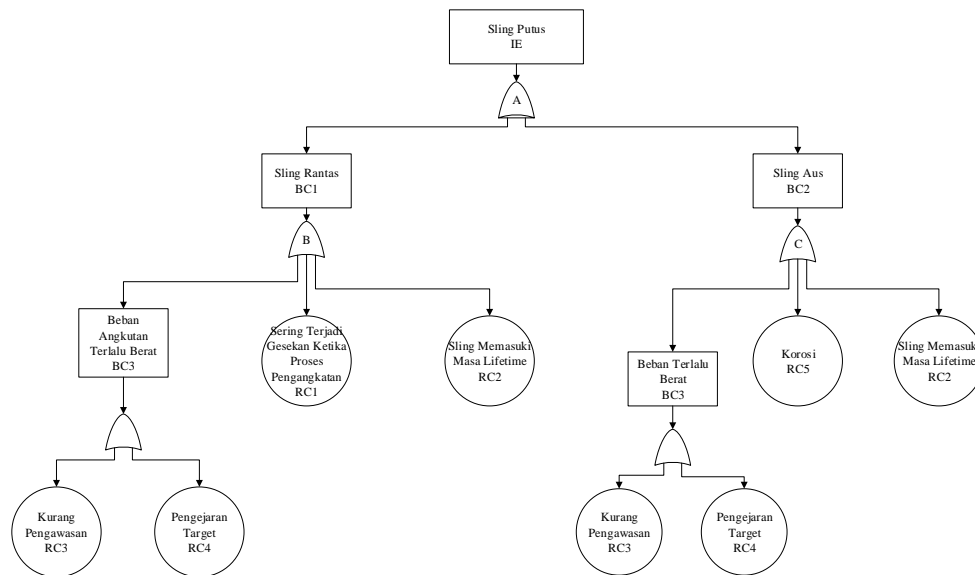 Sling Putus
IE
A
Sling Rantas
BC1
Sling Aus
BC2
B
C
Beban
Angkutan
Terlalu Berat
BC3
Sering Terjadi
Gesekan Ketika
Proses
Pengangkatan
RC1
Sling Memasuki
Masa Lifetime
RC2
Beban Terlalu
Berat
BC3
Korosi
RC5
Sling Memasuki
Masa Lifetime
RC2
Kurang
Pengawasan
RC3
Pengejaran
Target
RC4
Kurang
Pengawasan
RC3
Pengejaran
Target
RC4